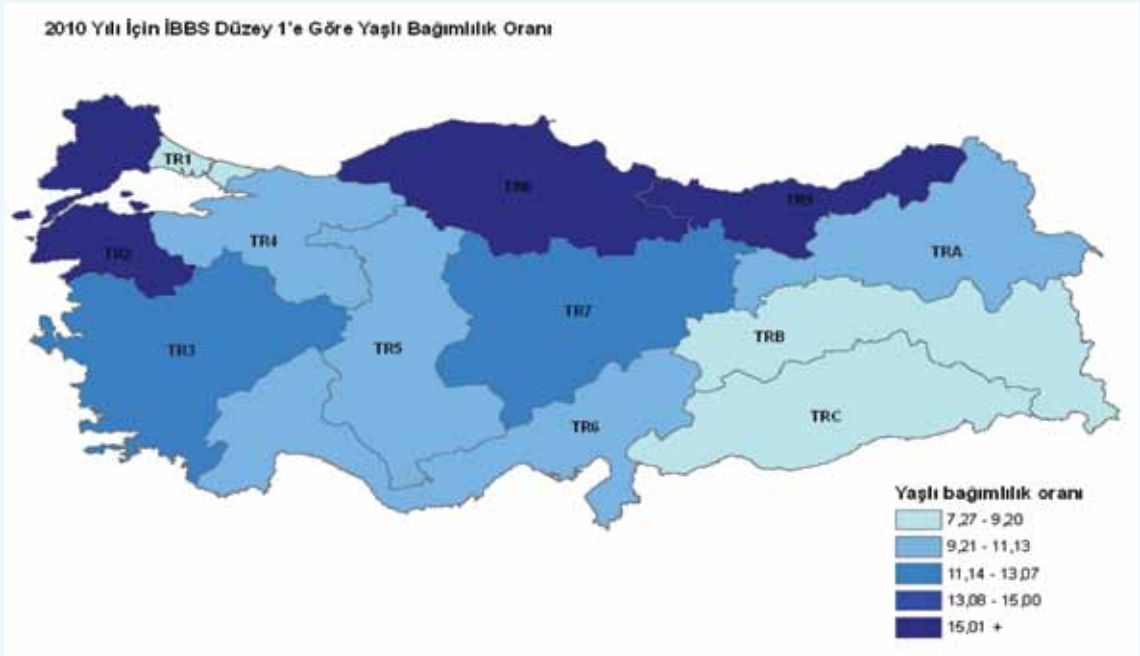 2010 Yılı İçin İBBS Düzey 1'e Göre Yaşlı Bağımlılık Oranı
TR1
TR8
TR9
TR4
TR2
TRA
TR7
TRB
TR3
TR5
TRC
TR6
Yaşlı bağımlılık oranı
7,27 - 9,20
9,21 - 11,13
11,14 - 13,07
13,08 - 15,00
15,01 +